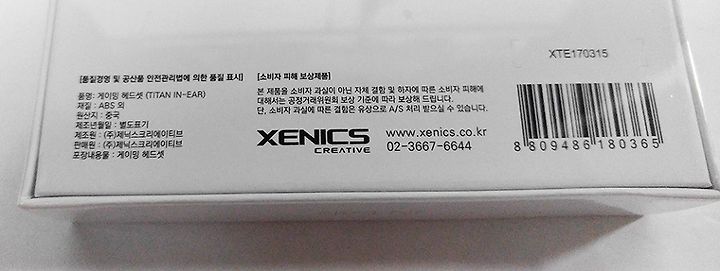 XTE170315
[품질경영 및 공산품 안전관리법에 의한 품질 표시]
품명: 게이밍 헤드셋 (TITAN IN-EAR)
재질 : ABS 외
원산지 : 중국
제조년월일 : 별도표기
제조원 : (주)제닉스크리에이티브
판매원 : (주)제닉스크리에이티브
포장내용물 : 게이밍 헤드셋
[소비자 피해 보상제품]
본 제품을 소비자 과실이 아닌 자체 결함 및 하자에 따른 소비자 피해에
대해서는 공정거래위원회 보상 기준에 따라 보상해 드립니다.
단, 소비자 과실에 따른 결함은 유상으로 A/S 처리 받으실 수 있습니다.
XENICS
CREATIVE
www.xenics.co.kr
02-3667-6644
8809486180365